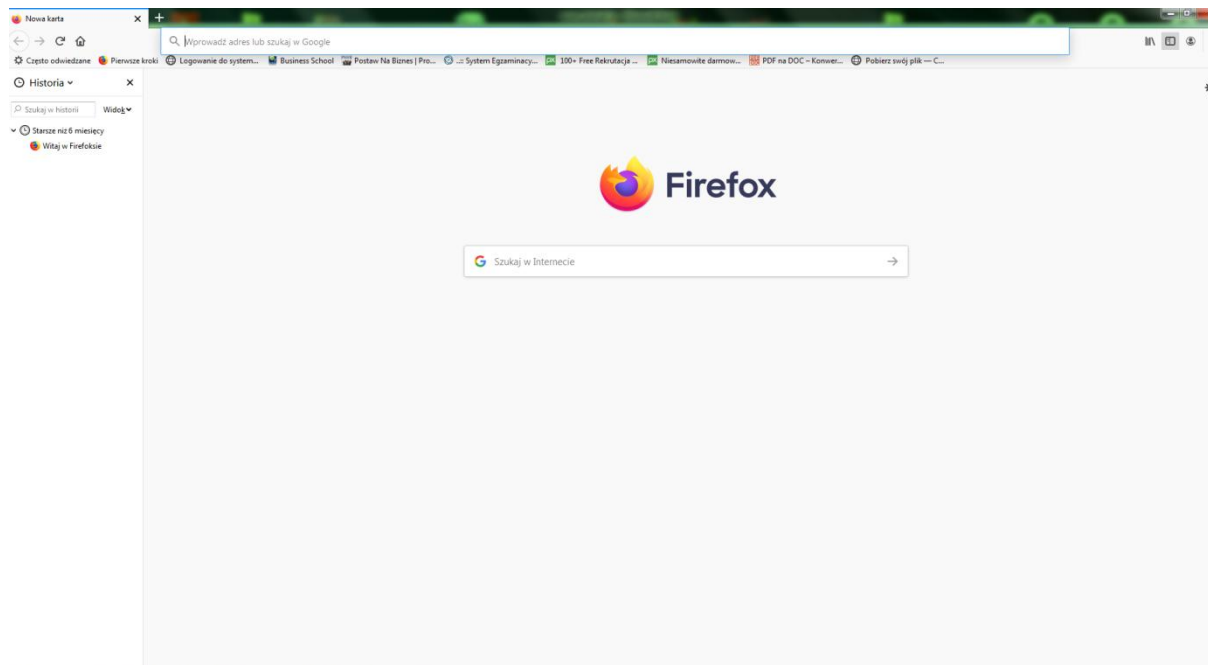 Nowa karta
Wprowadź adres lub szukaj w Google
Często odwiedzane Pierwsze kroki Logowanie do system... Business School Postaw Na Biznes | Pro... ..:: System Egzaminacy... 100+ Free Rekrutacja ... Niesamowite darmow... PDF na DOC – Konwer... Pobierz swój plik — C...
Historia
Szukaj w historii Widok
Starsze niż 6 miesięcy
Witaj w Firefoksie
Firefox
Szukaj w Internecie